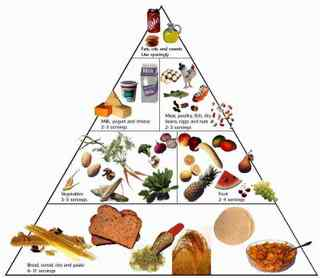 Fats, oils and sweets
Use sparingly
Milk, yogurt and cheese
2-3 servings
Meat, poultry, fish, dry
beans, eggs and nuts
2-3 servings
Vegetables
3-5 servings
Fruit
2-4 servings
Bread, cereal, rice and pasta
6-11 servings